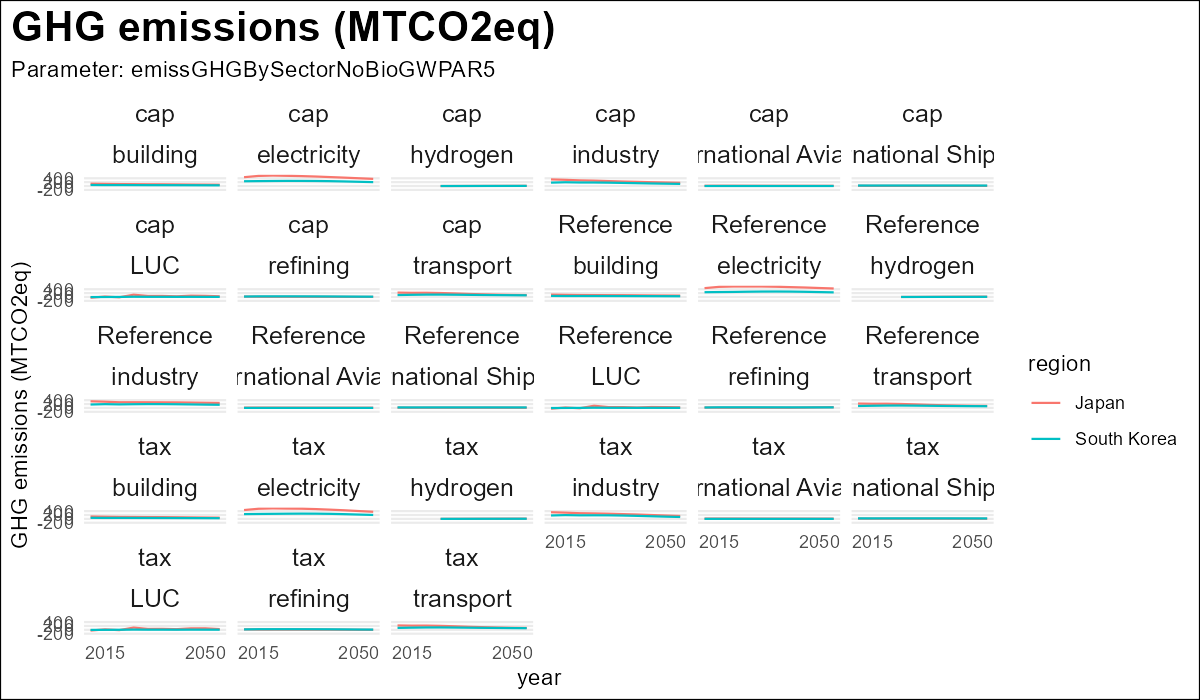 GHG emissions (MTCO2eq)
Parameter: emissGHGBySectorNoBioGWPAR5
cap cap cap cap cap cap
building electricity hydrogen industry rnational Avia national Ship
400
-200
cap cap cap Reference Reference Reference
LUC refining transport building electricity hydrogen
400
-200
Reference Reference Reference Reference Reference Reference
industry rnational Avia national Ship LUC refining transport
400
-200
tax tax tax tax tax tax
building electricity hydrogen industry rnational Avia national Ship
400
-200
2015 2050 2015 2050 2015 2050
tax tax tax
LUC refining transport
400
-200
2015 2050 2015 2050 2015 2050
year
GHG emissions (MTCO2eq)
region
Japan
South Korea